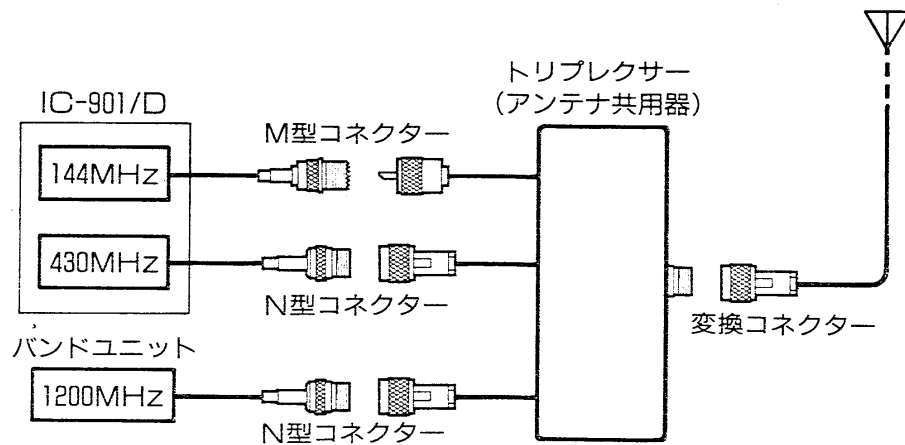 トリプレクサー
(アンテナ共用器)
IC-901/D
M型コネクター
144MHz
430MHz
N型コネクター
変換コネクター
バンドユニット
1200MHz
N型コネクター